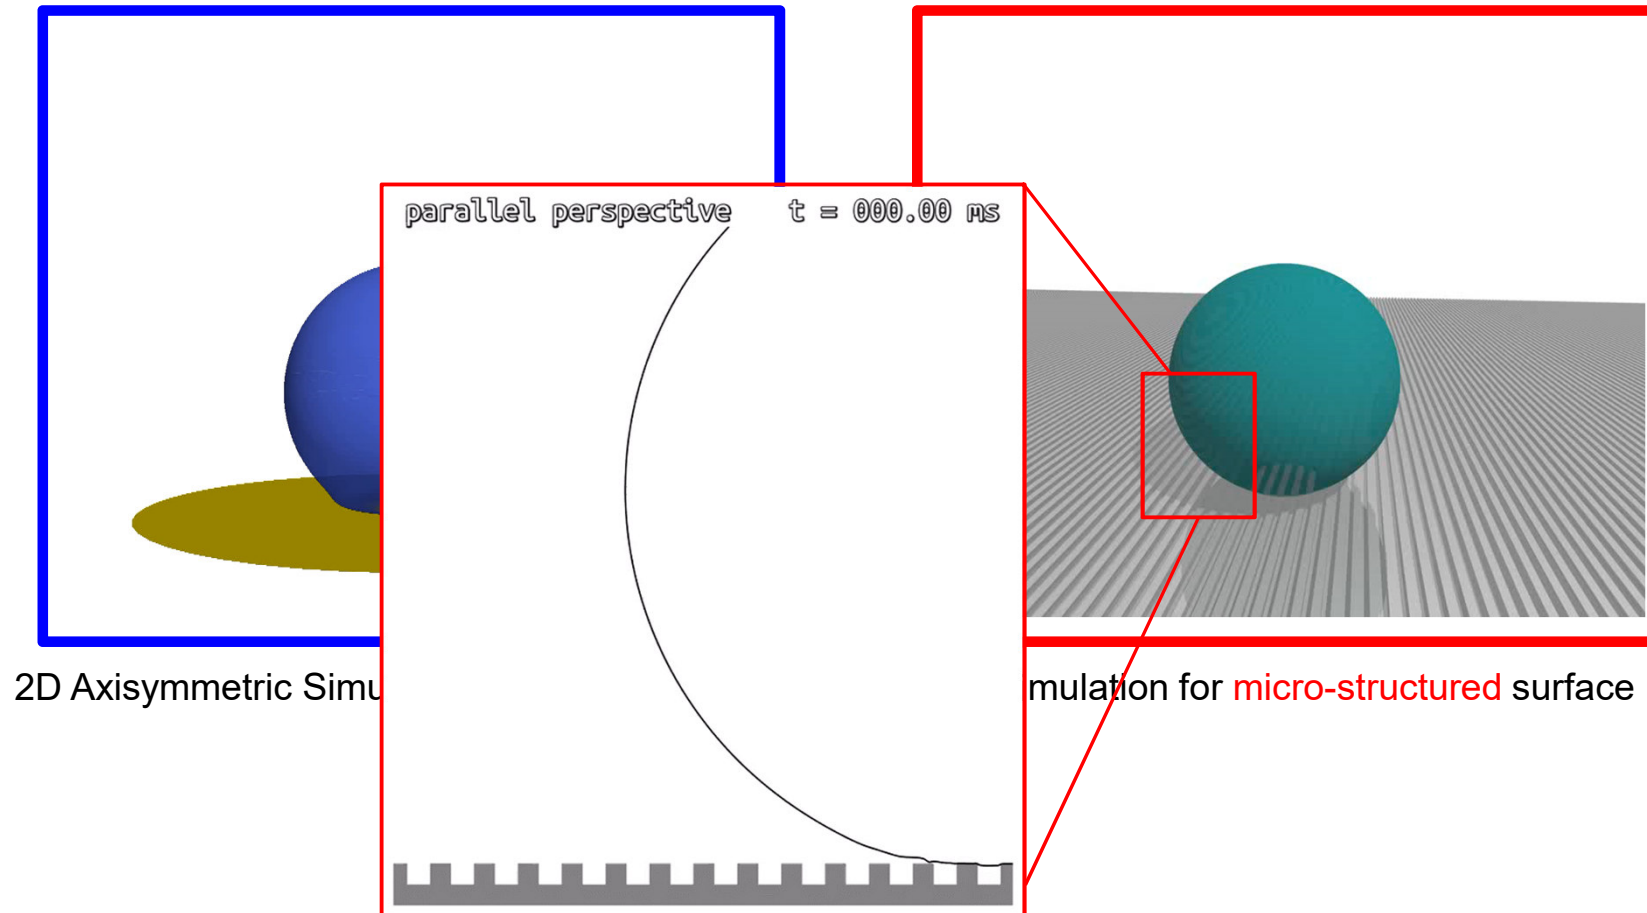 parallel perspective t = 000.00 ms
2D Axisymmetric Simu
mulation for micro-structured surface